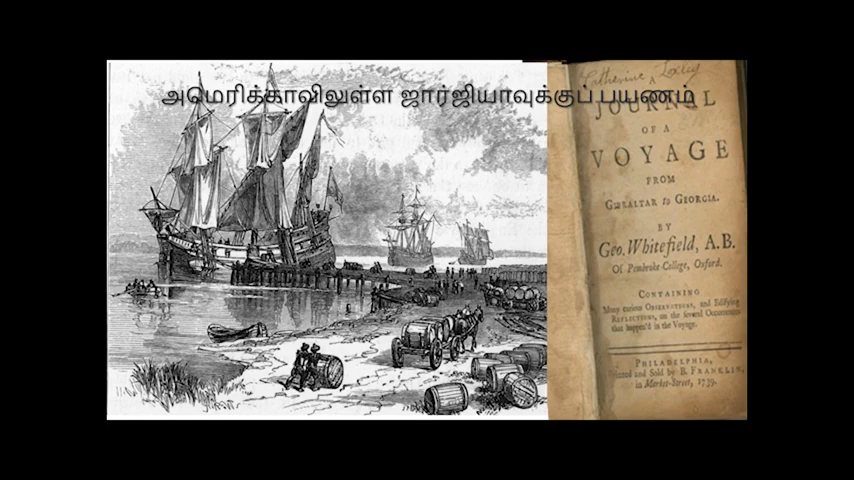 அமெரிக்காவிலுள்ள ஜார்ஜியாவுக்குப் பயணம்
Catherine Loxley
A
JOURNAL
OF A
VOYAGE
FROM
GIBRALTAR to GEORGIA.
BY
Geo. Whitefield, A.B.
Of Pembroke-College, Oxford.
CONTAINING
Many curious OBSERVATIONS, and Edifying
REFLECTIONS, on the several Occurrences
that happen'd in the Voyage.
PHILADELPHIA,
Printed and Sold by B. FRANKLIN,
in Market-Street, 1739.